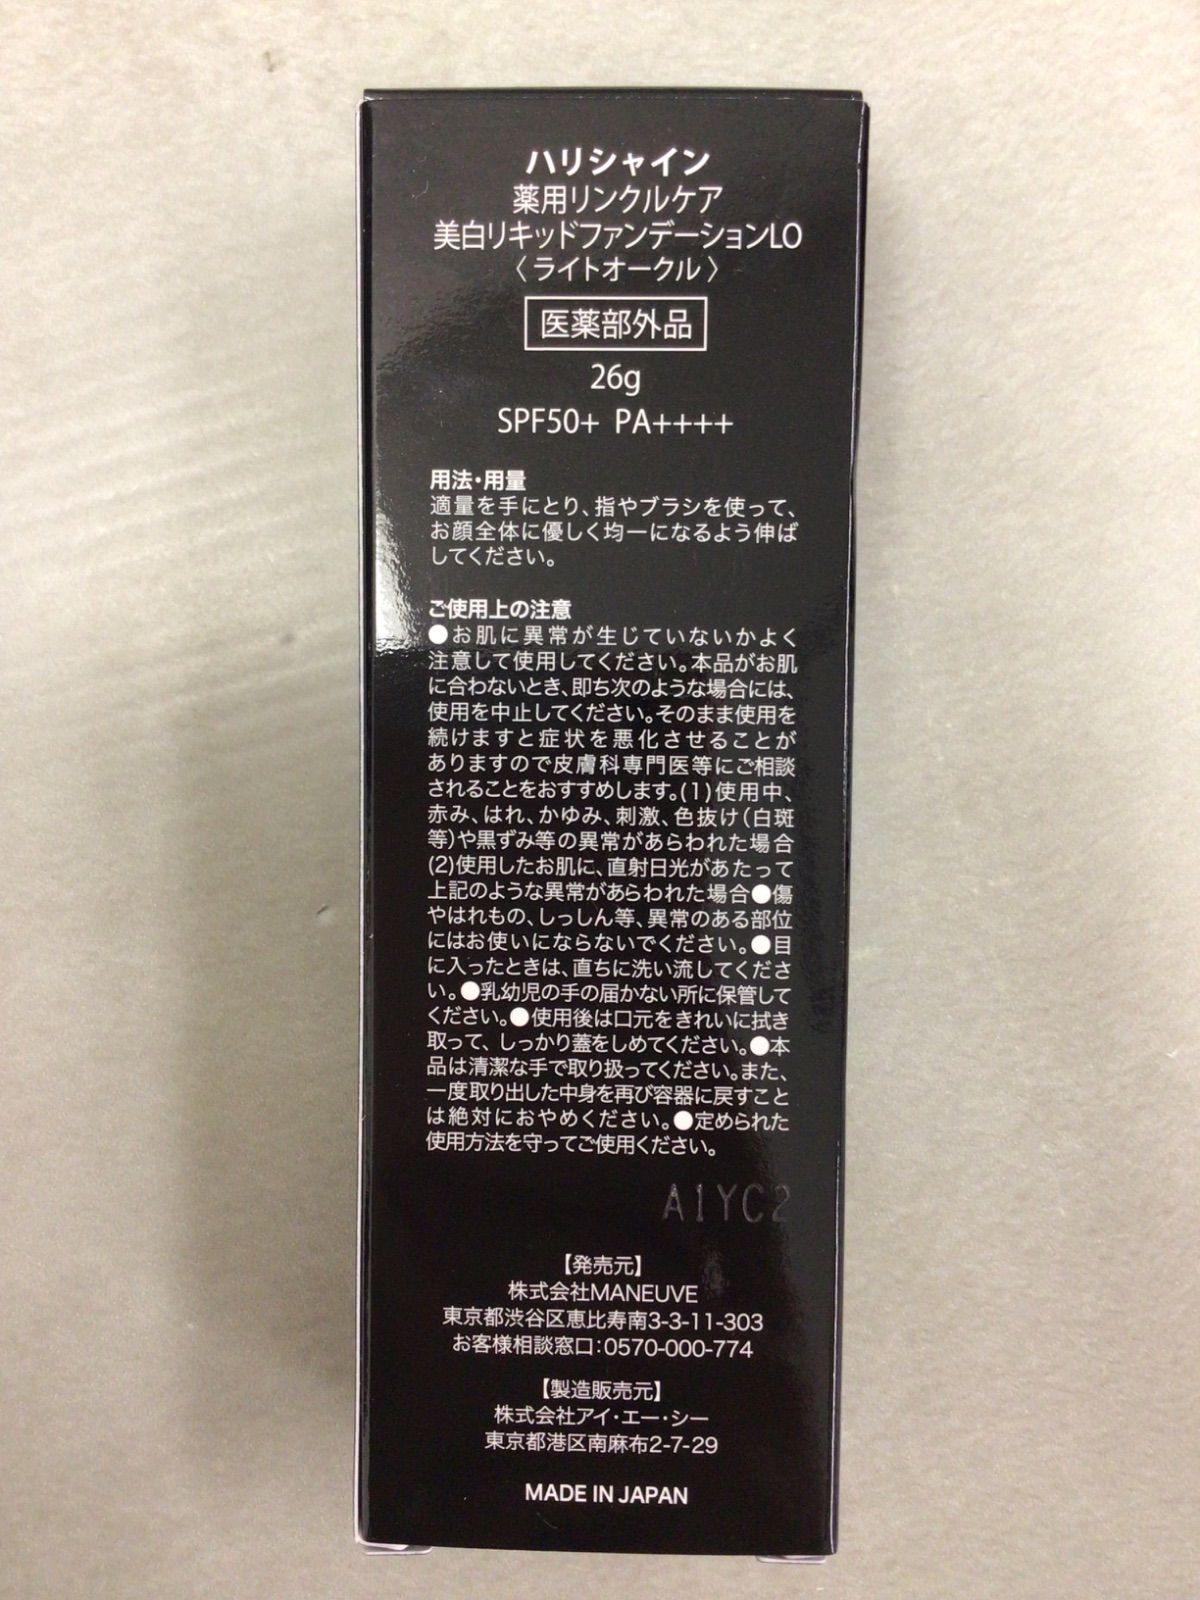 ハリシャイン
薬用リンクルケア
美白リキッドファンデーションLO
〈ライトオークル〉
医薬部外品
26g
SPF50+ PA++++
用法・用量
適量を手にとり、指やブラシを使って、
お顔全体に優しく均一になるよう伸ば
してください。
ご使用上の注意
●お肌に異常が生じていないかよく
注意して使用してください。本品がお肌
に合わないとき、即ち次のような場合には、
使用を中止してください。そのまま使用を
続けますと症状を悪化させることが
ありますので皮膚科専門医等にご相談
されることをおすすめします。(1)使用中、
赤み、はれ、かゆみ、刺激、色抜け(白斑
等)や黒ずみ等の異常があらわれた場合
(2)使用したお肌に、直射日光があたって
上記のような異常があらわれた場合●傷
やはれもの、しっしん等、異常のある部位
にはお使いにならないでください。●目
に入ったときは、直ちに洗い流してくださ
い。●乳幼児の手の届かない所に保管して
ください。●使用後は口元をきれいに拭き
取って、しっかり蓋をしめてください。●本
品は清潔な手で取り扱ってください。また、
一度取り出した中身を再び容器に戻すこと
は絶対におやめください。●定められた
使用方法を守ってご使用ください。
A1YC2
【発売元】
株式会社MANEUVE
東京都渋谷区恵比寿南3-3-11-303
お客様相談窓口:0570-000-774
【製造販売元】
株式会社アイ・エー・シー
東京都港区南麻布2-7-29
MADE IN JAPAN